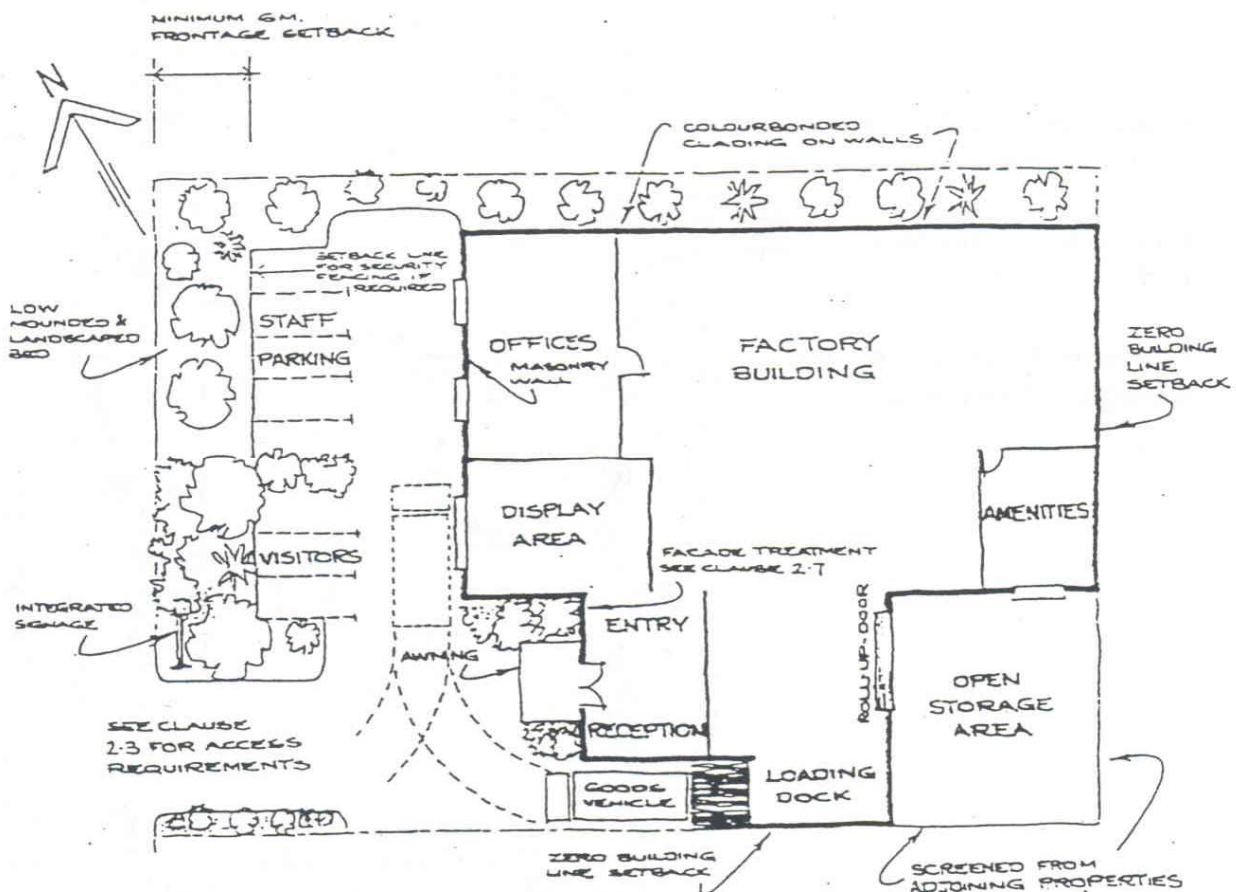 MINIMUM 6M.
FRONTAGE SETBACK
N
COLOURBONDED
CLADING ON WALLS
SETBACK LINE
FOR SECURITY
FENCING IF
REQUIRED
LOW
MOUNDED &
LANDSCAPED
BED
STAFF
PARKING
OFFICES
MASONRY
WALL
FACTORY
BUILDING
ZERO
BUILDING
LINE
SETBACK
DISPLAY
AREA
AMENITIES
VISITORS
FACADE TREATMENT
SEE CLAUSE 2.7
INTEGRATED
SIGNAGE
ENTRY
AWNING
ROLL-UP-DOOR
OPEN
STORAGE
AREA
SEE CLAUSE
2.3 FOR ACCESS
REQUIREMENTS
RECEPTION
GOODS
VEHICLE
LOADING
DOCK
ZERO BUILDING
LINE SETBACK
SCREENED FROM
ADJOINING PROPERTIES